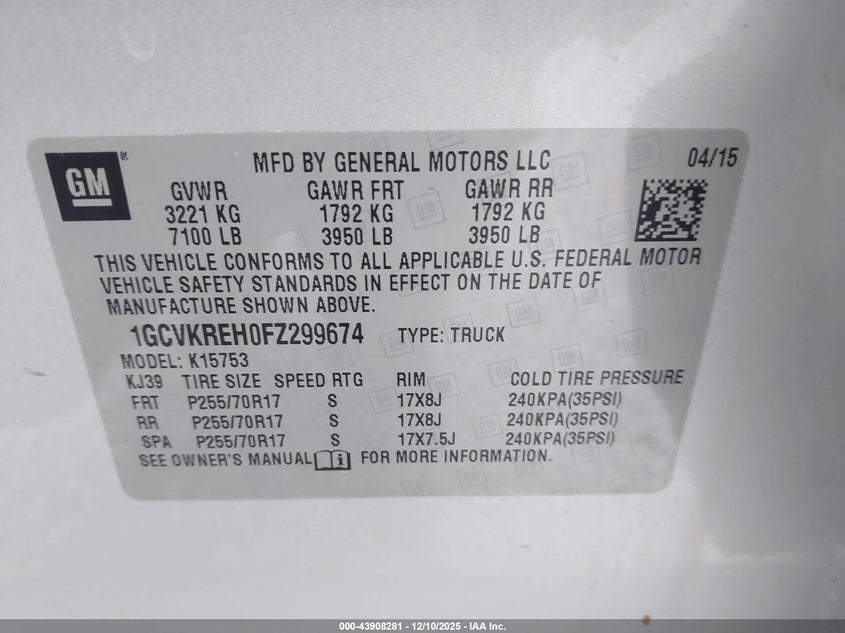 GM ®
MFD BY GENERAL MOTORS LLC 04/15
GVWR GAWR FRT GAWR RR
3221 KG 1792 KG 1792 KG
7100 LB 3950 LB 3950 LB
THIS VEHICLE CONFORMS TO ALL APPLICABLE U.S. FEDERAL MOTOR
VEHICLE SAFETY STANDARDS IN EFFECT ON THE DATE OF
MANUFACTURE SHOWN ABOVE.
1GCVKREH0FZ299674 TYPE: TRUCK
MODEL: K15753
KJ39 TIRE SIZE SPEED RTG RIM COLD TIRE PRESSURE
FRT P255/70R17 S 17X8J 240KPA(35PSI)
RR P255/70R17 S 17X8J 240KPA(35PSI)
SPA P255/70R17 S 17X7.5J 240KPA(35PSI)
SEE OWNER'S MANUAL i FOR MORE INFORMATION.
000-43908281 - 12/10/2025 - IAA Inc.